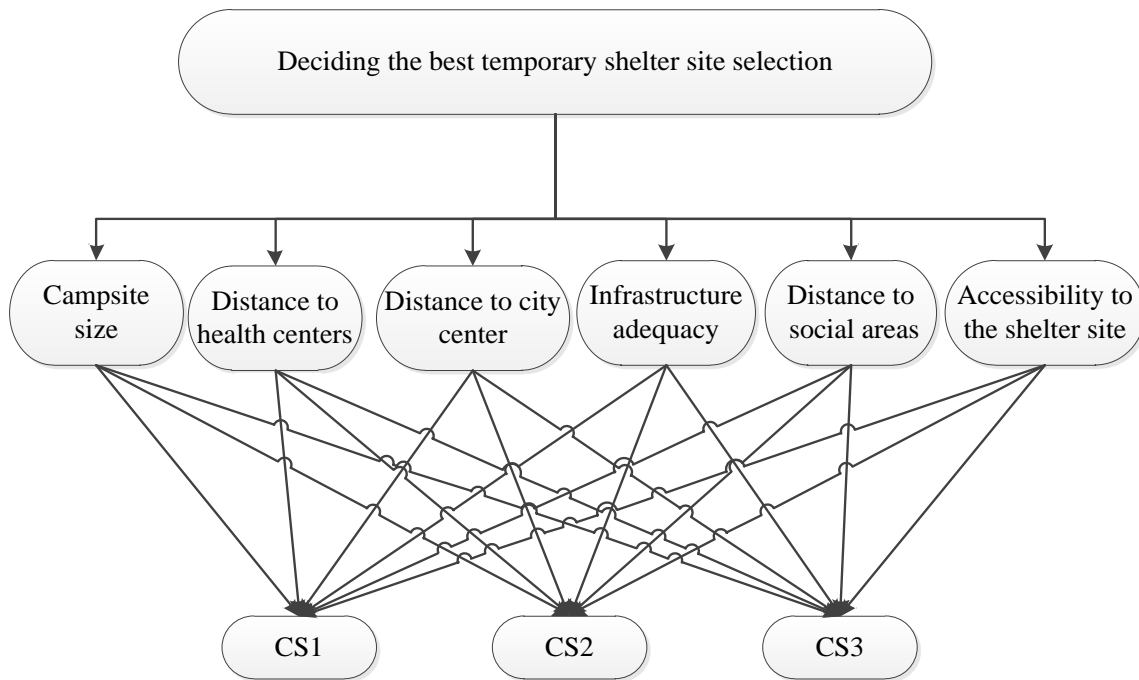 Deciding the best temporary shelter site selection
Campsite
size
Distance to
health centers
Distance to city
center
Infrastructure
adequacy
Distance to
social areas
Accessibility to
the shelter site
CS1
CS2
CS3